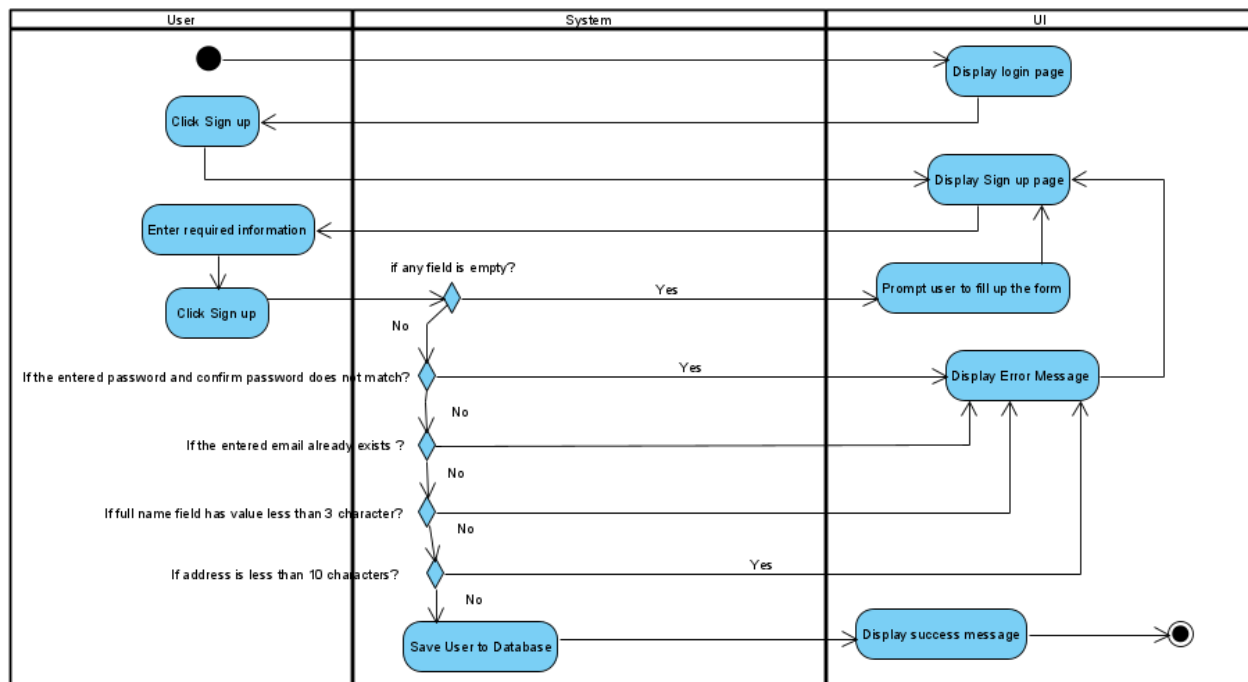 User
System
UI
Display login page
Click Sign up
Display Sign up page
Enter required information
if any field is empty?
Click Sign up
Yes
Prompt user to fill up the form
No
If the entered password and confirm password does not match?
Yes
Display Error Message
No
If the entered email already exists ?
No
If full name field has value less than 3 character?
No
If address is less than 10 characters?
Yes
No
Save User to Database
Display success message